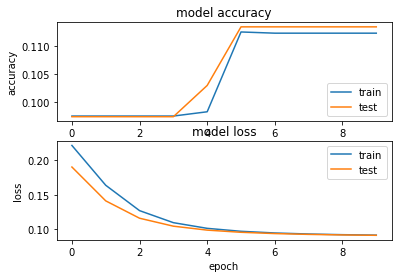 model accuracy
accuracy
0.110
0.105
0.100
train
test
0 2 4 6 8
model loss
loss
0.20
0.15
0.10
train
test
0 2 4 6 8
epoch